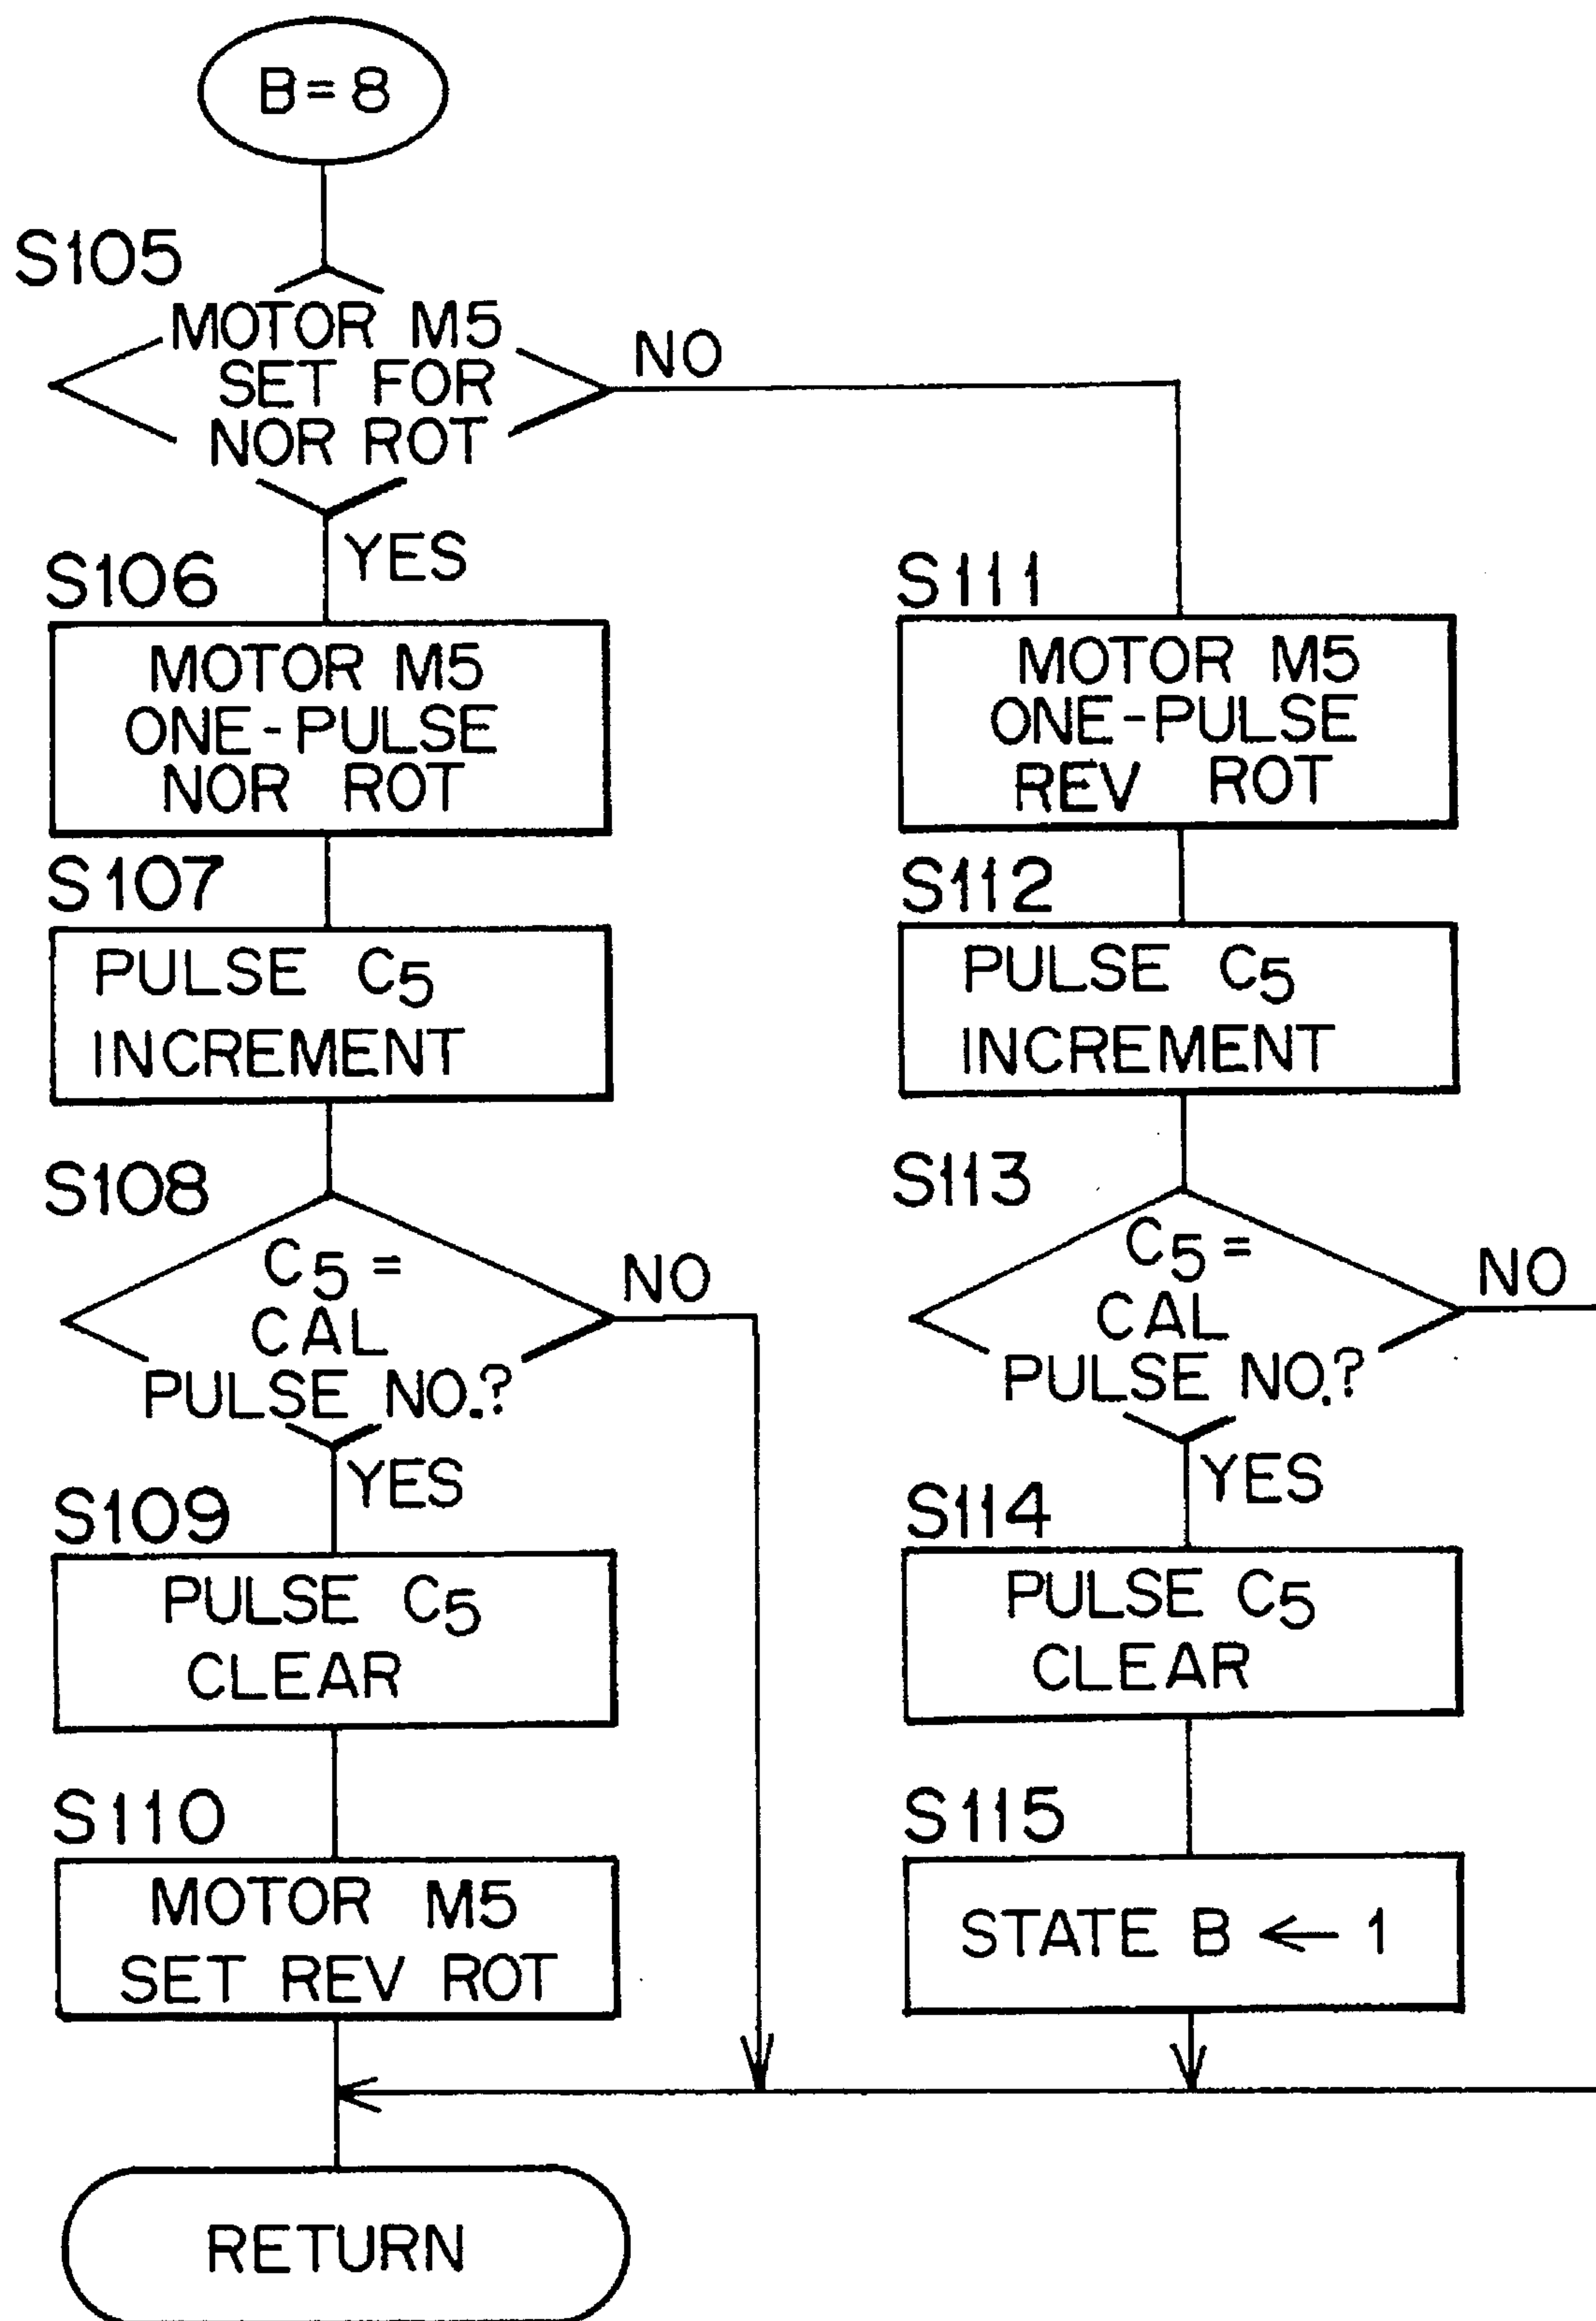 B=8
S105
MOTOR M5
SET FOR
NOR ROT
NO
YES
S106
MOTOR M5
ONE-PULSE
NOR ROT
S107
PULSE C5
INCREMENT
S108
C5=
CAL
PULSE NO.?
NO
YES
S109
PULSE C5
CLEAR
S110
MOTOR M5
SET REV ROT
S111
MOTOR M5
ONE-PULSE
REV ROT
S112
PULSE C5
INCREMENT
S113
C5=
CAL
PULSE NO.?
NO
YES
S114
PULSE C5
CLEAR
S115
STATE B ← 1
RETURN